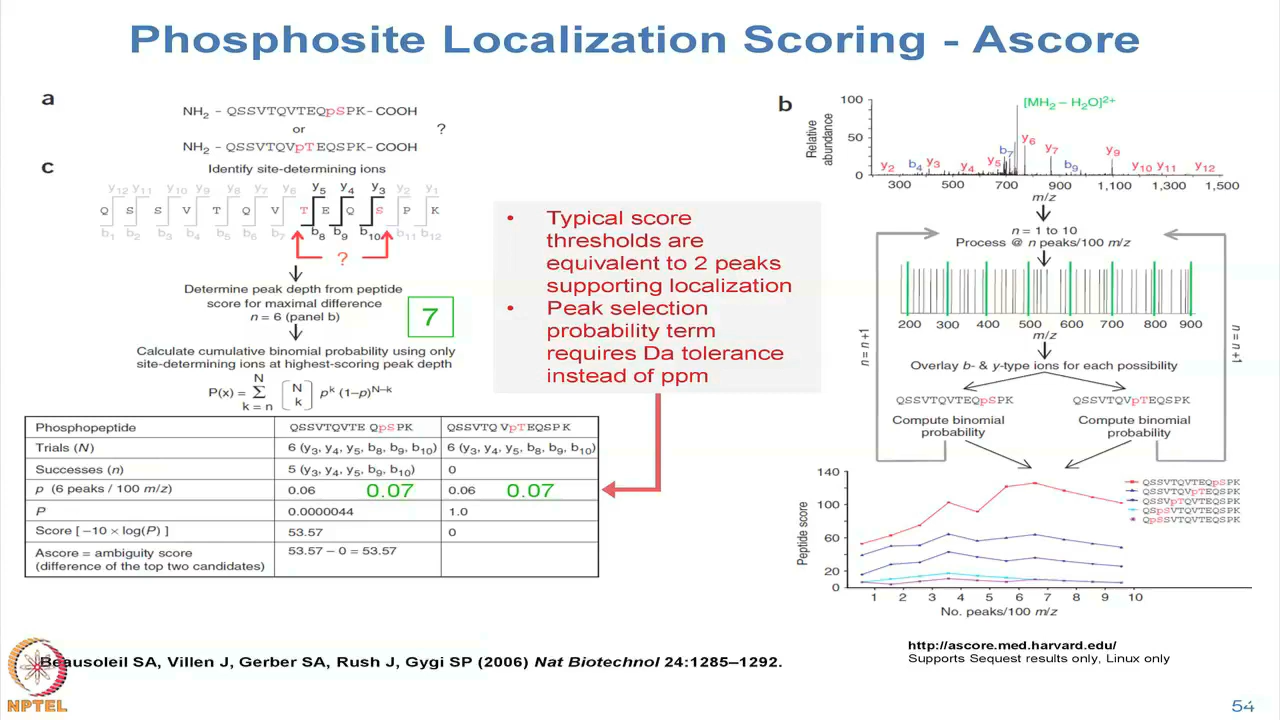 Phosphosite Localization Scoring - Ascore
a
NH2 - QSSVTQVTEQpSPK-COOH
or
?
NH2 - QSSVTQVpTEQSPK-COOH
c
Identify site-determining ions
y12 y11 y10 y9 y8 y7 y6 y5 y4 y3 y2 y1
Q S S V T Q V T E Q S P K
b1 b2 b3 b4 b5 b6 b7 b8 b9 b10 b11 b12
?
Determine peak depth from peptide
score for maximal difference
n = 6 (panel b)
7
Calculate cumulative binomial probability using only
site-determining ions at highest-scoring peak depth
P(x) = Σ (N k) p^k (1–p)^N–k
N
k = n
Phosphopeptide QSSVTQVTE QpSPK QSSVTQ VpTEQSPK
Trials (N) 6 (y3, y4, y5, b8, b9, b10) 6 (y3, y4, y5, b8, b9, b10)
Successes (n) 5 (y3, y4, y5, b9, b10) 0
p (6 peaks / 100 m/z) 0.06 0.07 0.06 0.07
P 0.0000044 1.0
Score [ –10 × log(P) ] 53.57 0
Ascore = ambiguity score
(difference of the top two candidates)
53.57 – 0 = 53.57
• Typical score
thresholds are
equivalent to 2 peaks
supporting localization
• Peak selection
probability term
requires Da tolerance
instead of ppm
b
Relative
abundance
100
50
0
[MH2 – H2O]2+
y2 b4 y3 y4 y5 b7 y6 y7 b9 y9 y10 y11 y12
300 500 700 900 1,100 1,300 1,500
m/z
n = 1 to 10
Process @ n peaks/100 m/z
200 300 400 500 600 700 800 900
m/z
n = n+1
n = n+1
Overlay b- & y-type ions for each possibility
QSSVTQVTEQpSPK QSSVTQVpTEQSPK
Compute binomial
probability
Compute binomial
probability
Peptide score
140
100
60
20
0
QSSVTQVTEQpSPK
QSSVTQVpTEQSPK
QSSVpTQVTEQSPK
QSpSVTQVTEQSPK
QpSSVTQVTEQSPK
1 2 3 4 5 6 7 8 9 10
No. peaks/100 m/z
Beausoleil SA, Villen J, Gerber SA, Rush J, Gygi SP (2006) Nat Biotechnol 24:1285–1292.
http://ascore.med.harvard.edu/
Supports Sequest results only, Linux only
NPTEL
54